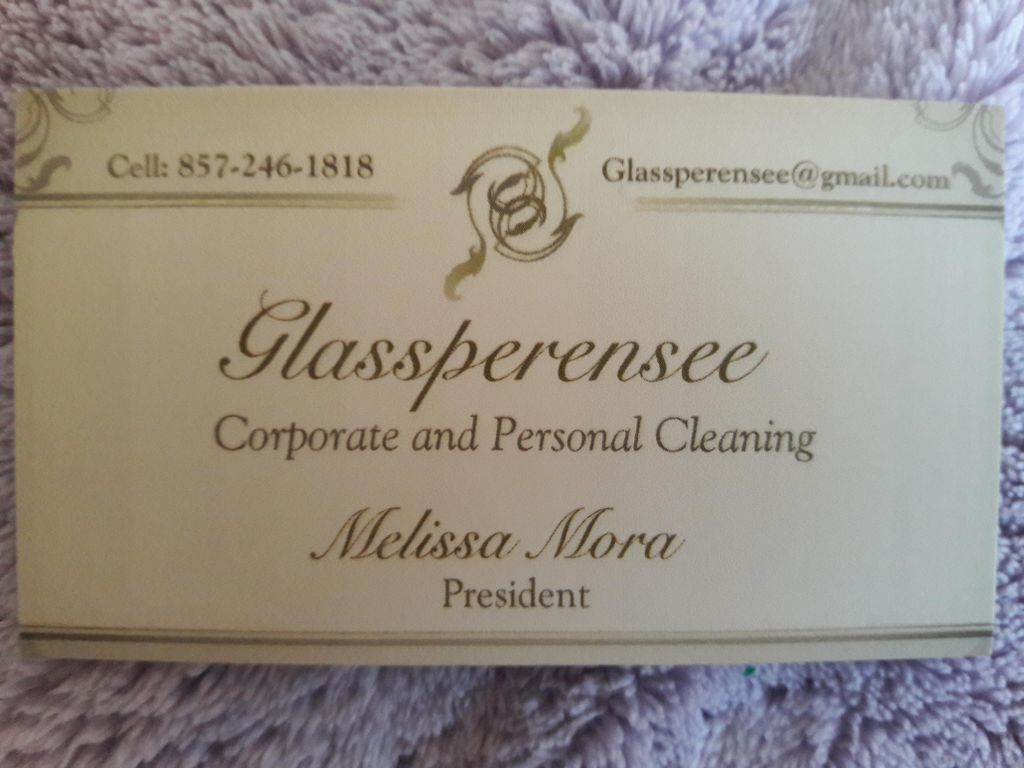 Cell: 857-246-1818
Glassperensee@gmail.com
Glassperensee
Corporate and Personal Cleaning
Melissa Mora
President